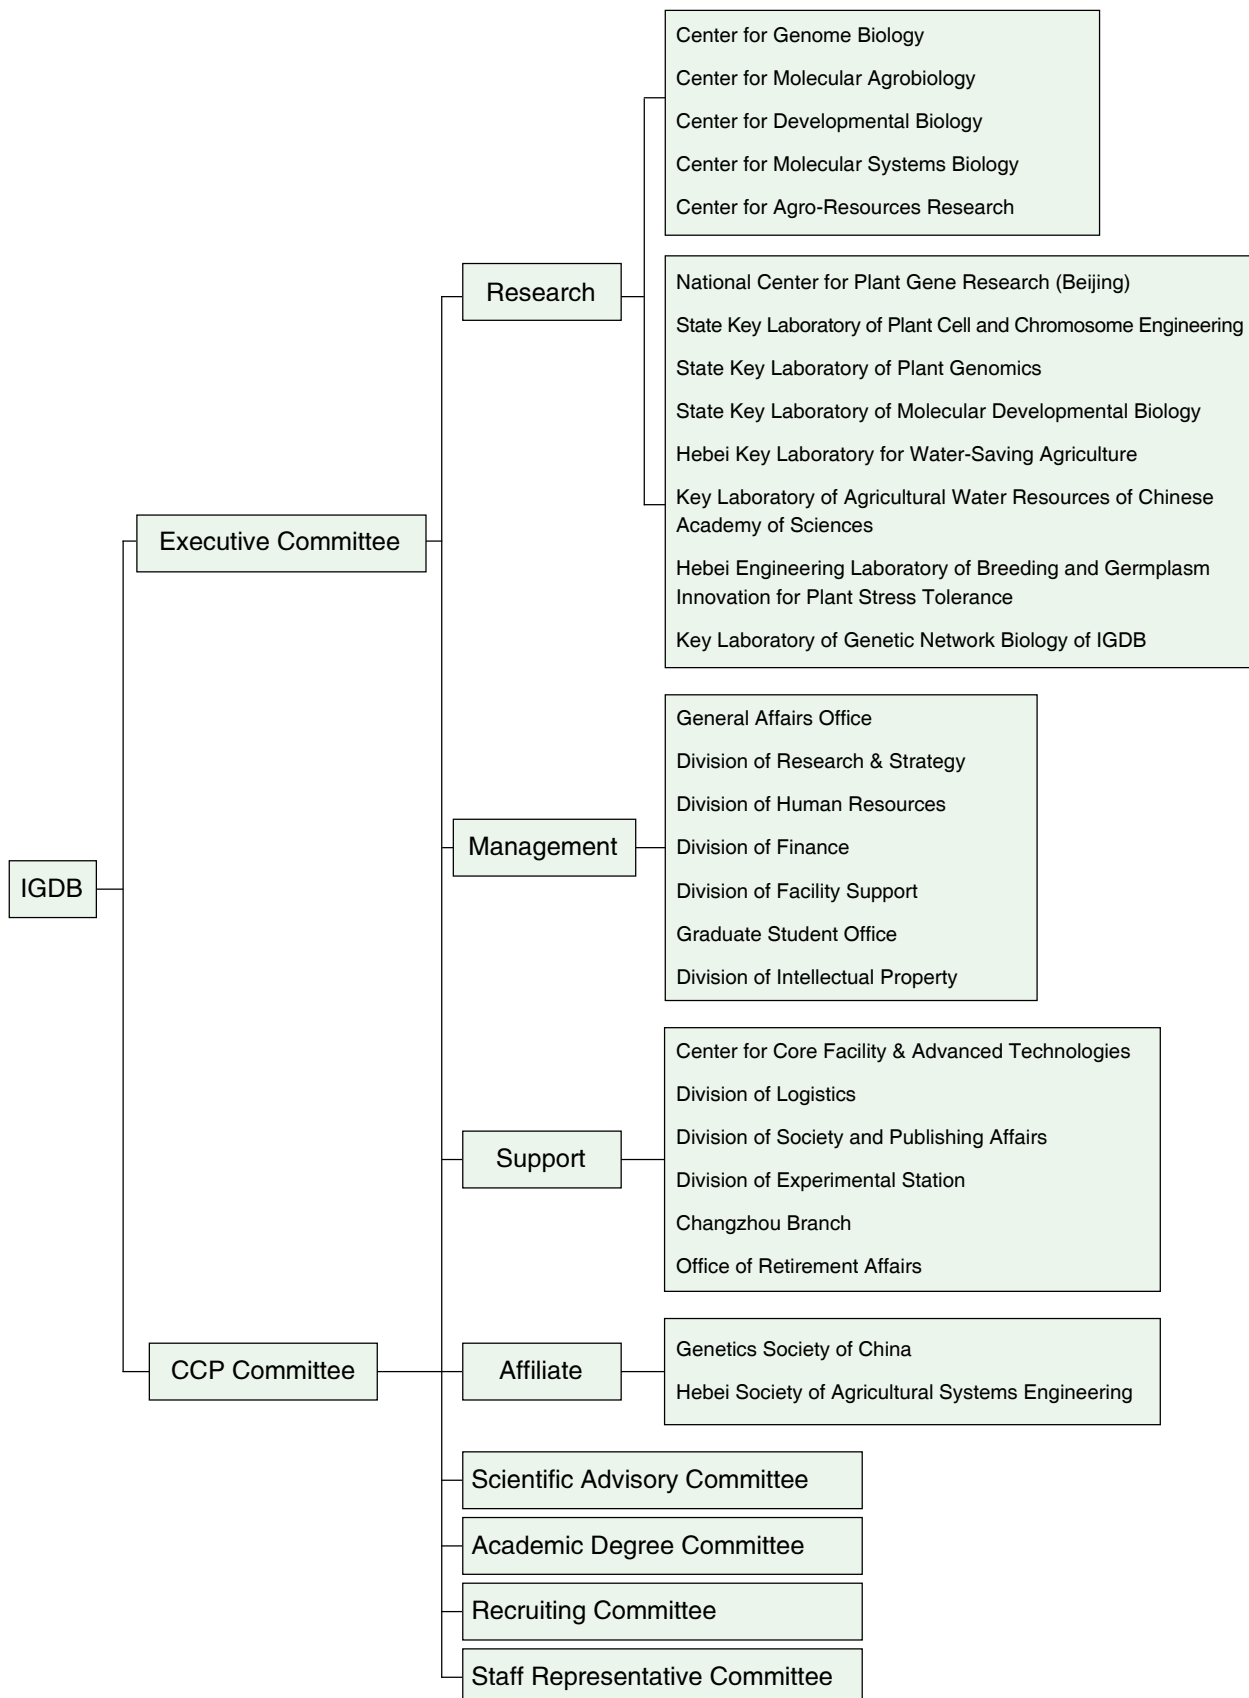 Center for Genome Biology
Center for Molecular Agrobiology
Center for Developmental Biology
Center for Molecular Systems Biology
Center for Agro-Resources Research
Research
National Center for Plant Gene Research (Beijing)
State Key Laboratory of Plant Cell and Chromosome Engineering
State Key Laboratory of Plant Genomics
State Key Laboratory of Molecular Developmental Biology
Hebei Key Laboratory for Water-Saving Agriculture
Key Laboratory of Agricultural Water Resources of Chinese
Academy of Sciences
Hebei Engineering Laboratory of Breeding and Germplasm
Innovation for Plant Stress Tolerance
Key Laboratory of Genetic Network Biology of IGDB
Executive Committee
General Affairs Office
Division of Research & Strategy
Division of Human Resources
Division of Finance
Division of Facility Support
Graduate Student Office
Division of Intellectual Property
Management
IGDB
Center for Core Facility & Advanced Technologies
Division of Logistics
Division of Society and Publishing Affairs
Division of Experimental Station
Changzhou Branch
Office of Retirement Affairs
Support
CCP Committee
Affiliate
Genetics Society of China
Hebei Society of Agricultural Systems Engineering
Scientific Advisory Committee
Academic Degree Committee
Recruiting Committee
Staff Representative Committee